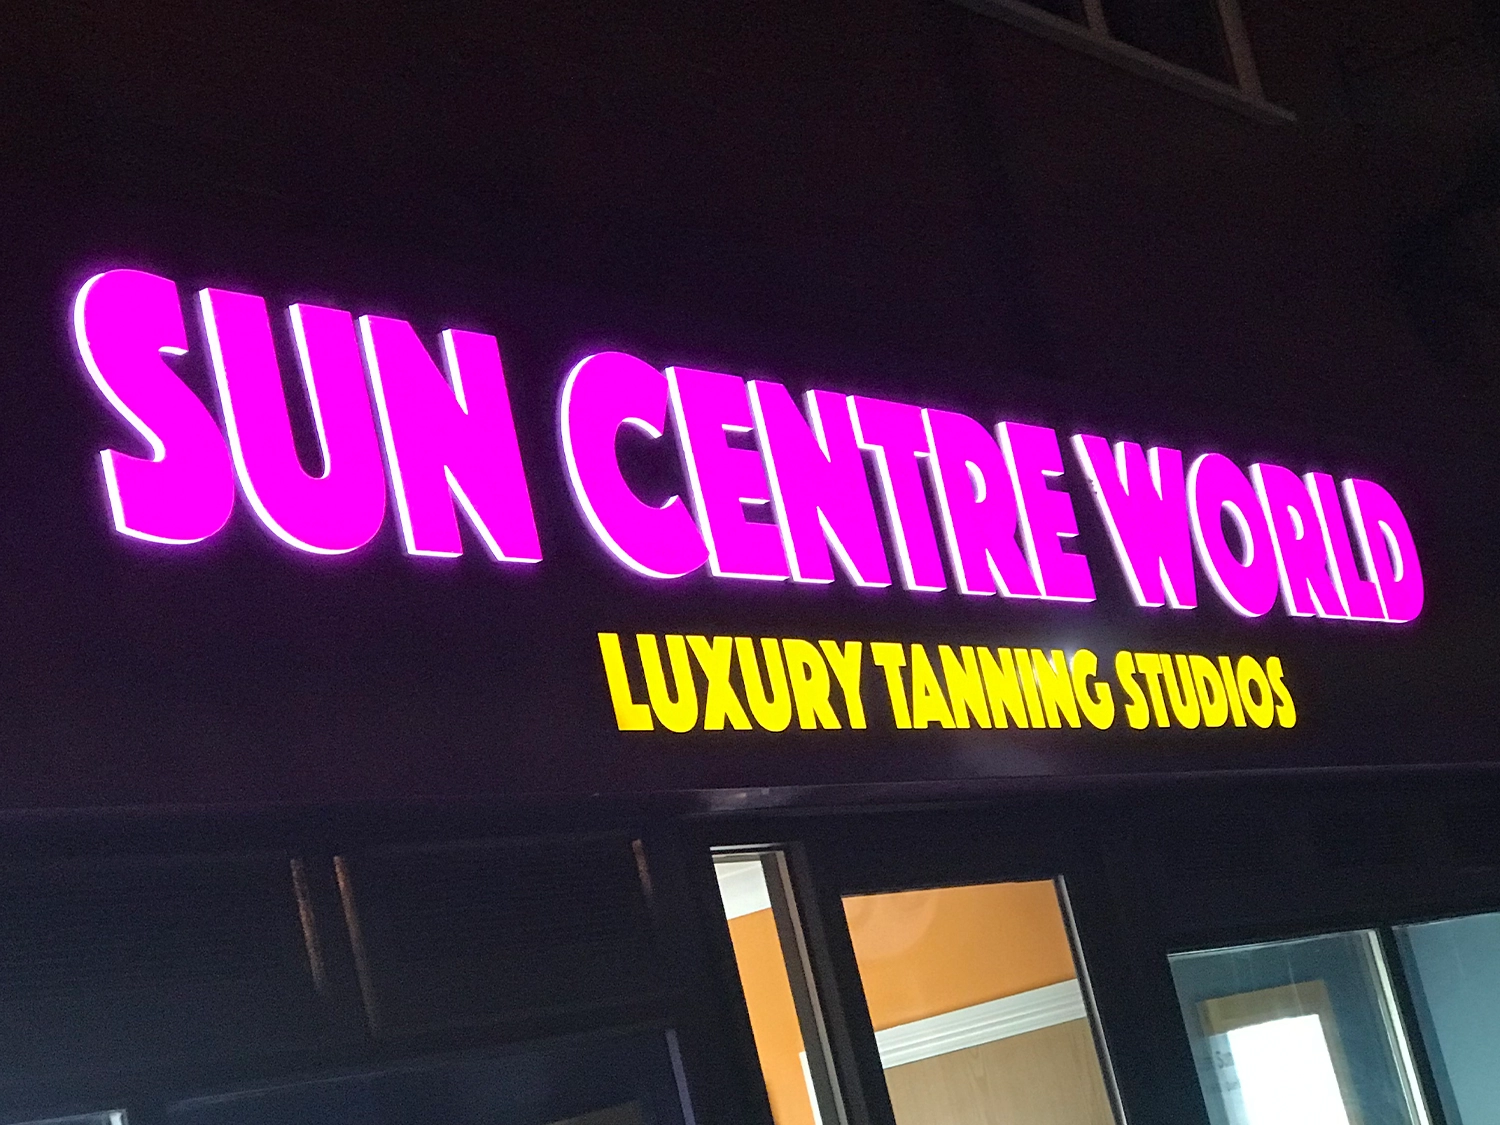 SUN CENTRE WORLD
LUXURY TANNING STUDIOS